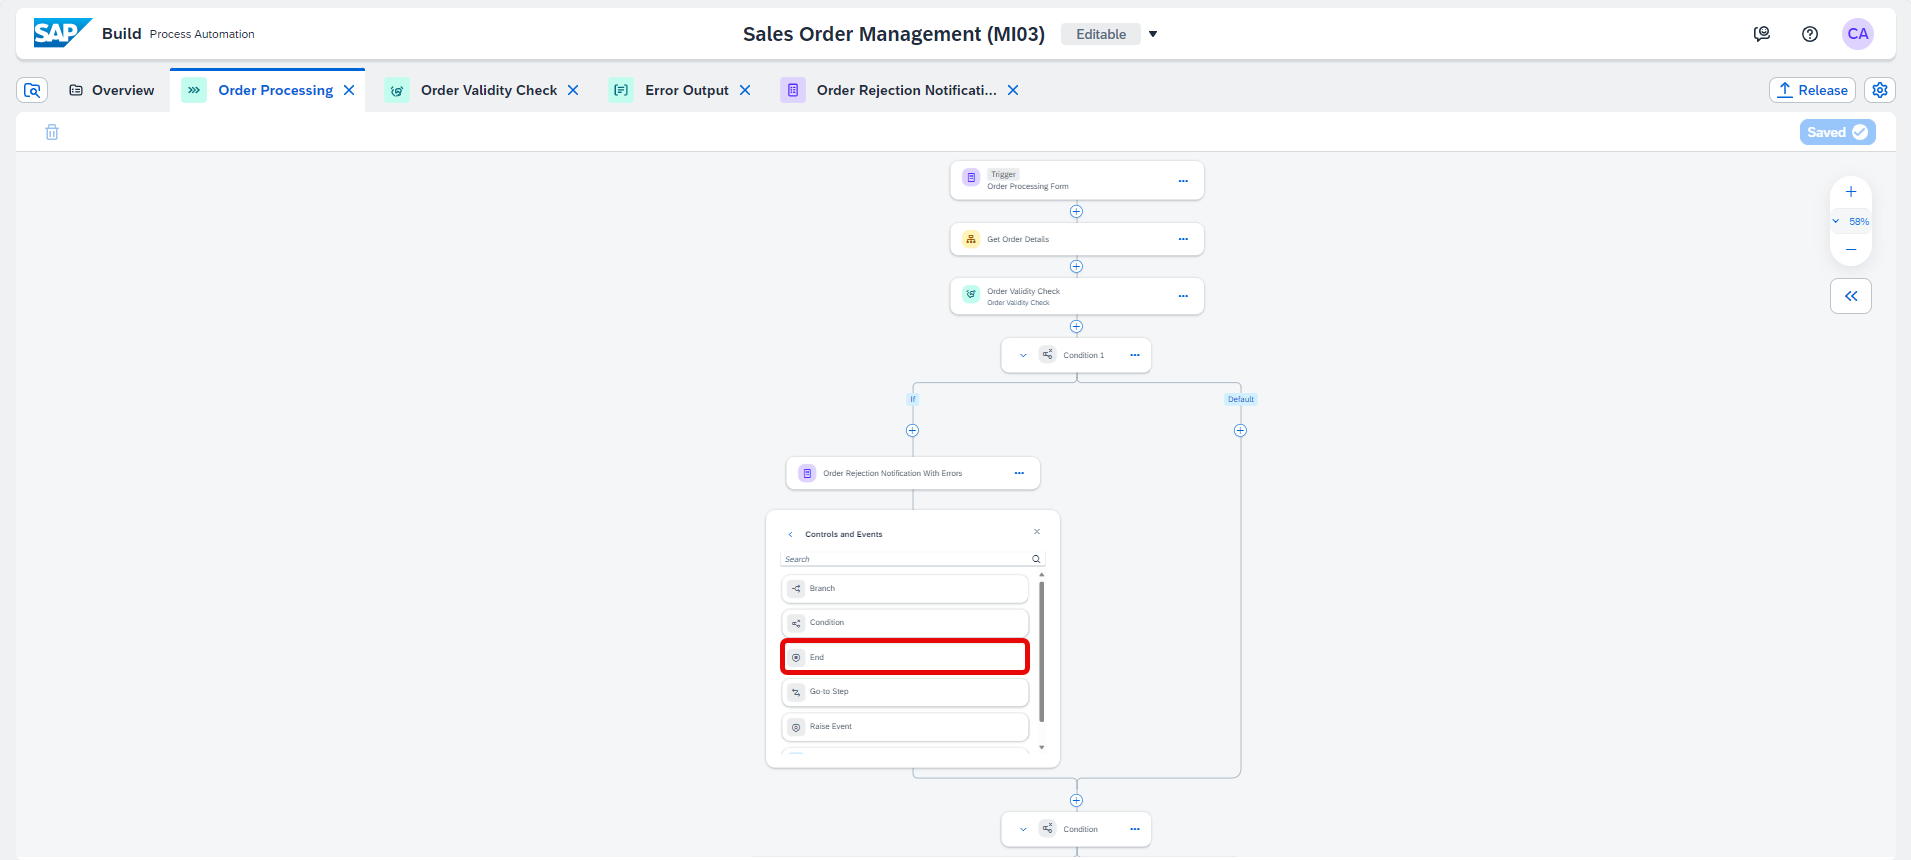 SAP Build Process Automation
Sales Order Management (MI03) Editable
CA
Overview
Order Processing
Order Validity Check
Error Output
Order Rejection Notificati...
Release
Saved
Trigger
Order Processing Form
58%
Get Order Details
Order Validity Check
Order Validity Check
Condition 1
If
Default
Order Rejection Notification With Errors
Controls and Events
Search
Branch
Condition
End
Go-to Step
Raise Event
Condition